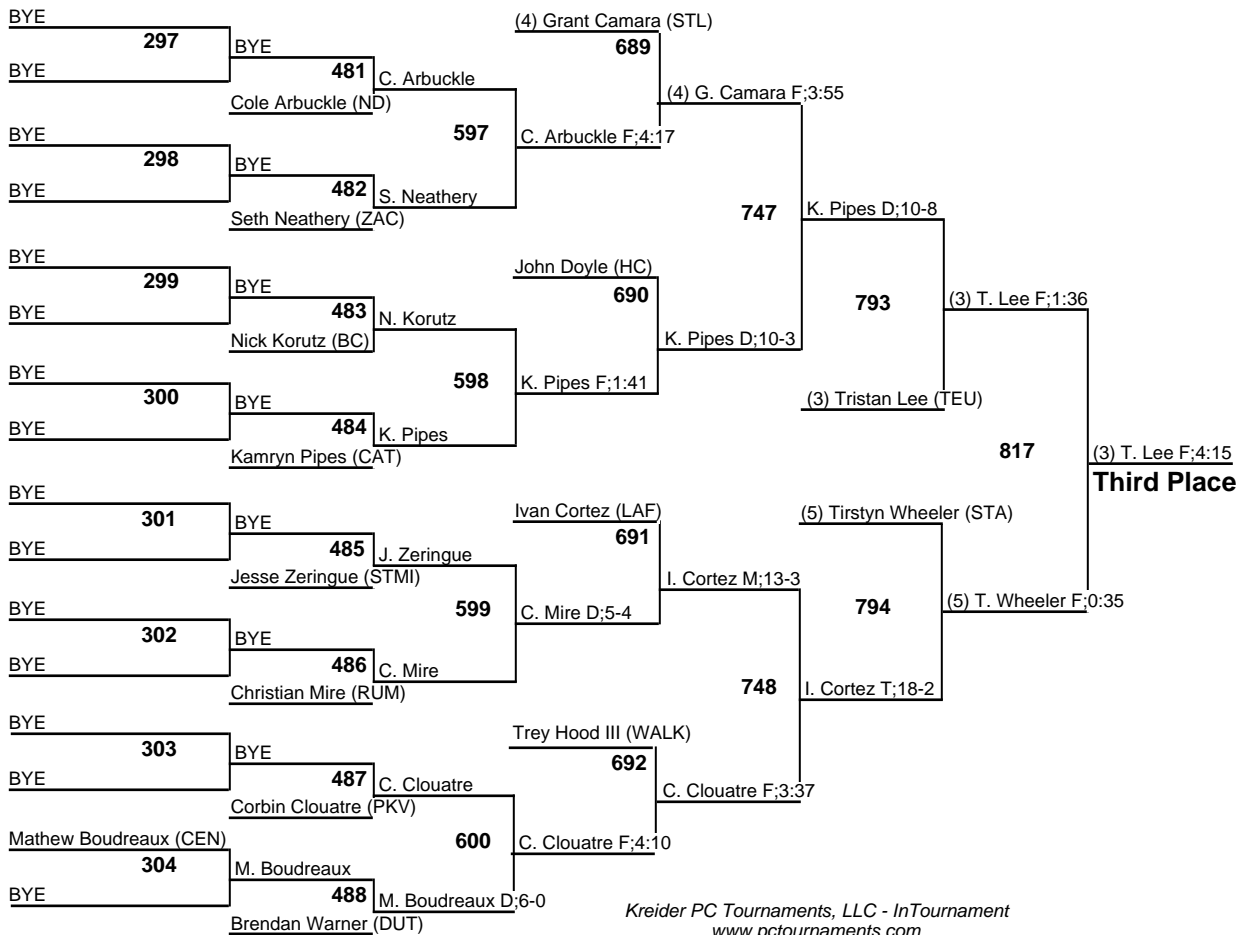 BYE
297
BYE
BYE
481
Cole Arbuckle (ND)
C. Arbuckle
BYE
298
BYE
BYE
482
Seth Neathery (ZAC)
S. Neathery
597
C. Arbuckle F;4:17
(4) Grant Camara (STL)
689
(4) G. Camara F;3:55
BYE
299
BYE
BYE
483
Nick Korutz (BC)
N. Korutz
BYE
300
BYE
BYE
484
Kamryn Pipes (CAT)
K. Pipes
598
K. Pipes F;1:41
John Doyle (HC)
690
K. Pipes D;10-3
747
K. Pipes D;10-8
793
(3) Tristan Lee (TEU)
(3) T. Lee F;1:36
BYE
301
BYE
BYE
485
Jesse Zeringue (STMI)
J. Zeringue
BYE
302
BYE
BYE
486
Christian Mire (RUM)
C. Mire
599
C. Mire D;5-4
Ivan Cortez (LAF)
691
I. Cortez M;13-3
BYE
303
BYE
BYE
487
Corbin Clouatre (PKV)
C. Clouatre
Mathew Boudreaux (CEN)
304
BYE
M. Boudreaux
488
Brendan Warner (DUT)
M. Boudreaux D;6-0
600
C. Clouatre F;4:10
Trey Hood III (WALK)
692
C. Clouatre F;3:37
748
I. Cortez T;18-2
(5) Tirstyn Wheeler (STA)
794
(5) T. Wheeler F;0:35
817
(3) T. Lee F;4:15
Third Place
Kreider PC Tournaments, LLC - InTournament
www.pctournaments.com